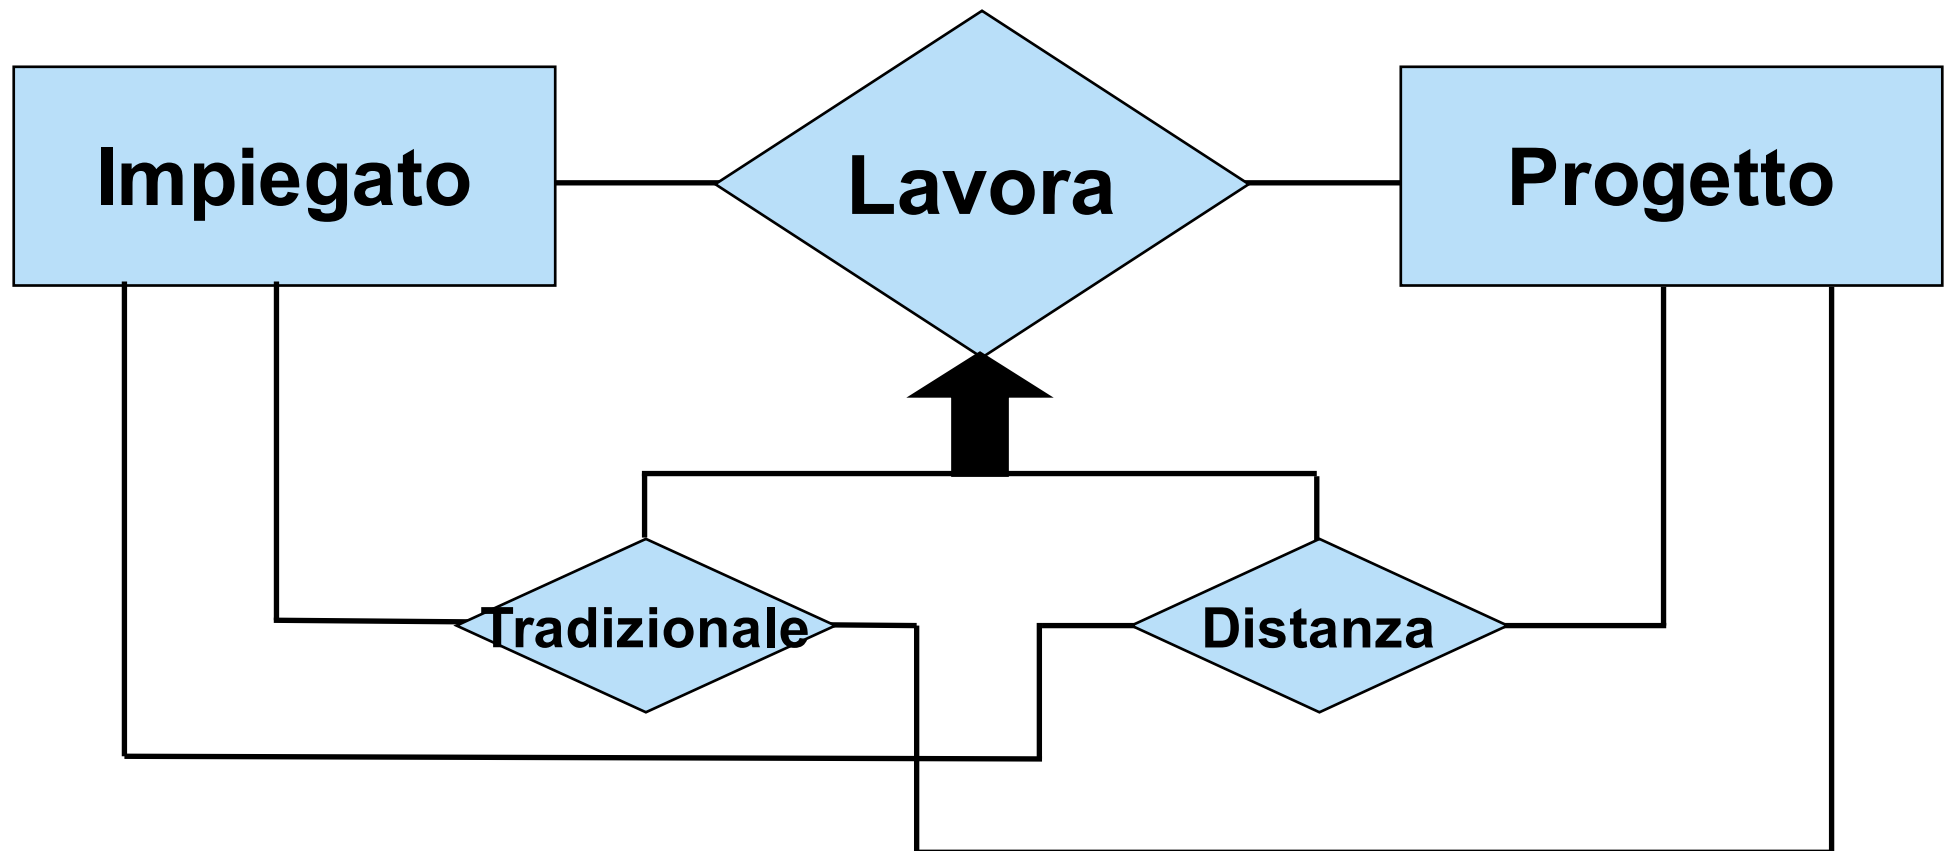 Impiegato
Lavora
Progetto
Tradizionale
Distanza